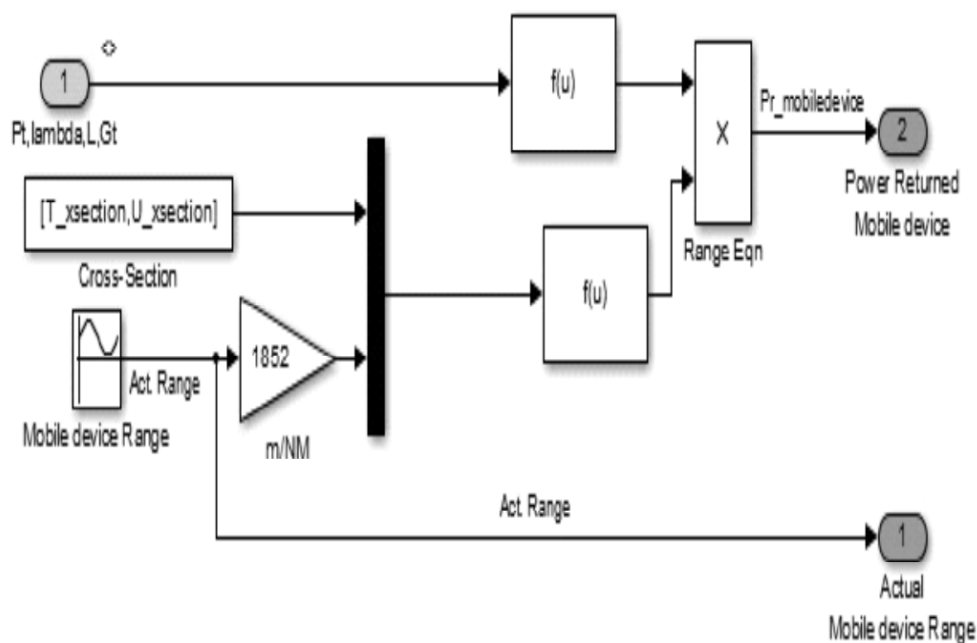 1
Pt,lambda,L,Gt
f(u)
X
Pr_mobiledevice
2
Power Returned
Mobile device
[T_xsection,U_xsection]
Cross-Section
f(u)
Range Eqn
1852
m/NM
Act. Range
Mobile device Range
Act. Range
1
Actual
Mobile device Range